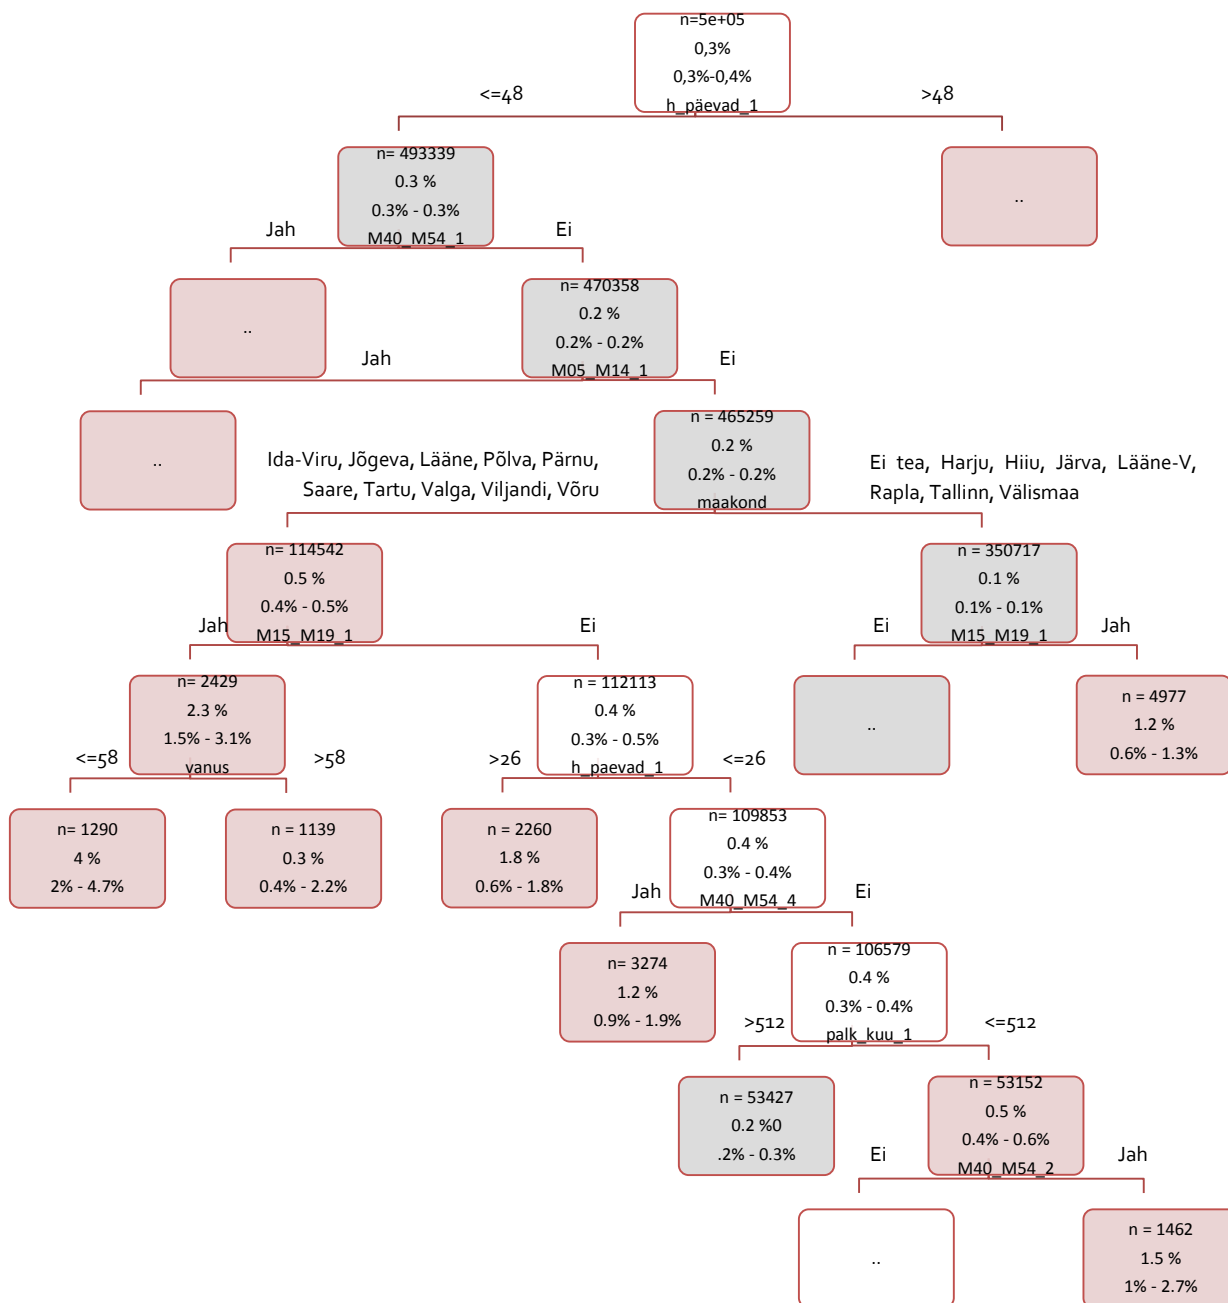 n=5e+05
0,3%
0,3%-0,4%
h_päevad_1
<=48
>48
n= 493339
0.3 %
0.3% - 0.3%
M40_M54_1
..
Jah
Ei
..
n= 470358
0.2 %
0.2% - 0.2%
M05_M14_1
Jah
Ei
..
n = 465259
0.2 %
0.2% - 0.2%
maakond
Ida-Viru, Jõgeva, Lääne, Põlva, Pärnu,
Saare, Tartu, Valga, Viljandi, Võru
Ei tea, Harju, Hiiu, Järva, Lääne-V,
Rapla, Tallinn, Välismaa
n= 114542
0.5 %
0.4% - 0.5%
M15_M19_1
n = 350717
0.1 %
0.1% - 0.1%
M15_M19_1
Jah
Ei
Ei
Jah
n= 2429
2.3 %
1.5% - 3.1%
vanus
n = 112113
0.4 %
0.3% - 0.5%
h_paevad_1
..
n = 4977
1.2 %
0.6% - 1.3%
<=58
>58
>26
<=26
n= 1290
4 %
2% - 4.7%
n = 1139
0.3 %
0.4% - 2.2%
n = 2260
1.8 %
0.6% - 1.8%
n= 109853
0.4 %
0.3% - 0.4%
M40_M54_4
Jah
Ei
n= 3274
1.2 %
0.9% - 1.9%
n = 106579
0.4 %
0.3% - 0.4%
palk_kuu_1
>512
<=512
n = 53427
0.2 %0
.2% - 0.3%
n = 53152
0.5 %
0.4% - 0.6%
M40_M54_2
Ei
Jah
..
n = 1462
1.5 %
1% - 2.7%